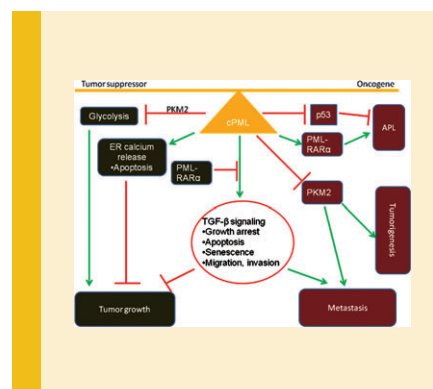 Tumor suppressor
Oncogene
Glycolysis
PKM2
cPML
p53
APL
ER calcium
release
•Apoptosis
PML-
RARα
PML-
RARα
PKM2
TGF-β signaling
•Growth arrest
•Apoptosis
•Senescence
•Migration, invasion
Tumorigenesis
Tumor growth
Metastasis